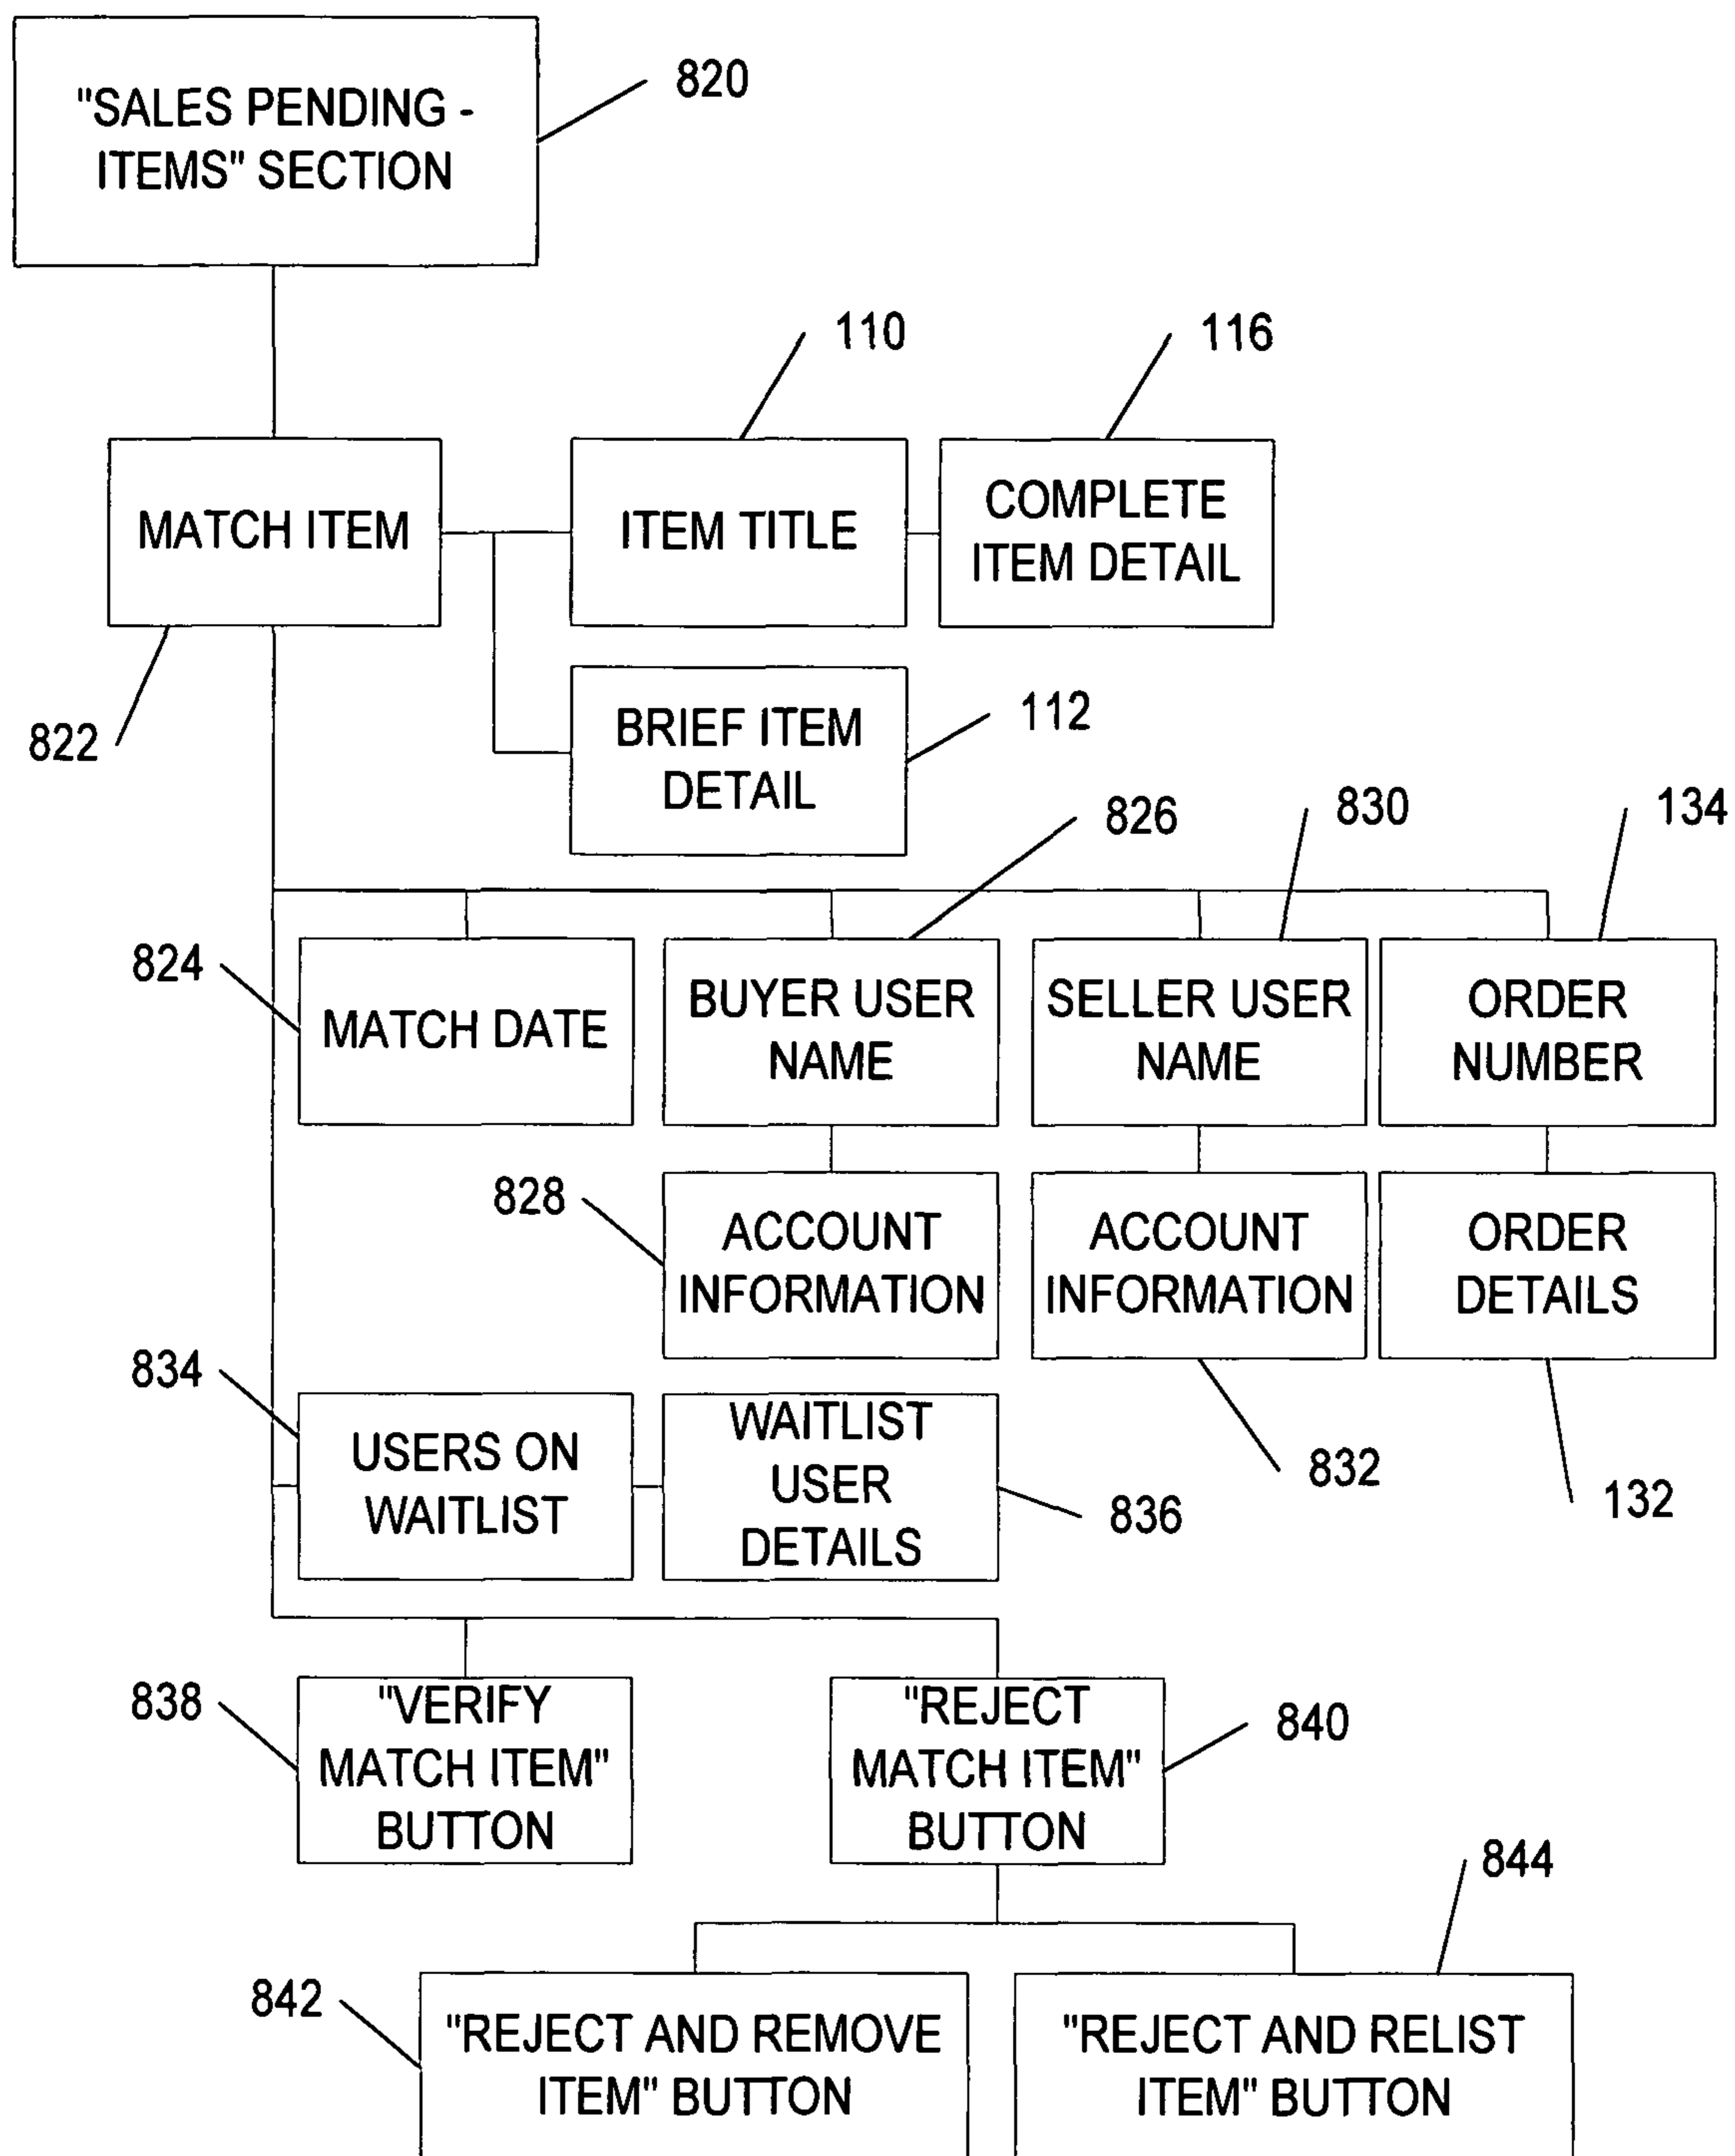 "SALES PENDING -
ITEMS" SECTION
820
110
116
MATCH ITEM
ITEM TITLE
COMPLETE
ITEM DETAIL
822
BRIEF ITEM
DETAIL
112
826
830
134
824
MATCH DATE
BUYER USER
NAME
SELLER USER
NAME
ORDER
NUMBER
828
ACCOUNT
INFORMATION
ACCOUNT
INFORMATION
ORDER
DETAILS
834
USERS ON
WAITLIST
WAITLIST
USER
DETAILS
836
832
132
838
"VERIFY
MATCH ITEM"
BUTTON
"REJECT
MATCH ITEM"
BUTTON
840
844
842
"REJECT AND REMOVE
ITEM" BUTTON
"REJECT AND RELIST
ITEM" BUTTON